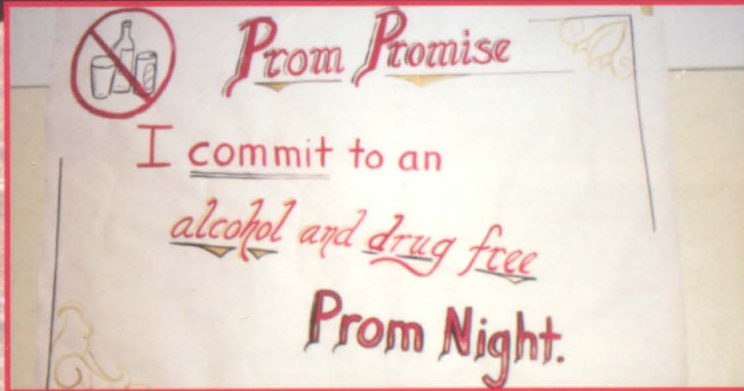 Prom Promise
I commit to an
alcohol and drug free
Prom Night.